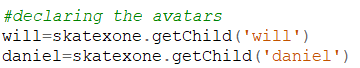 #declaring the avatars
will=skatexone.getChild('will')
daniel=skatexone.getChild('daniel')